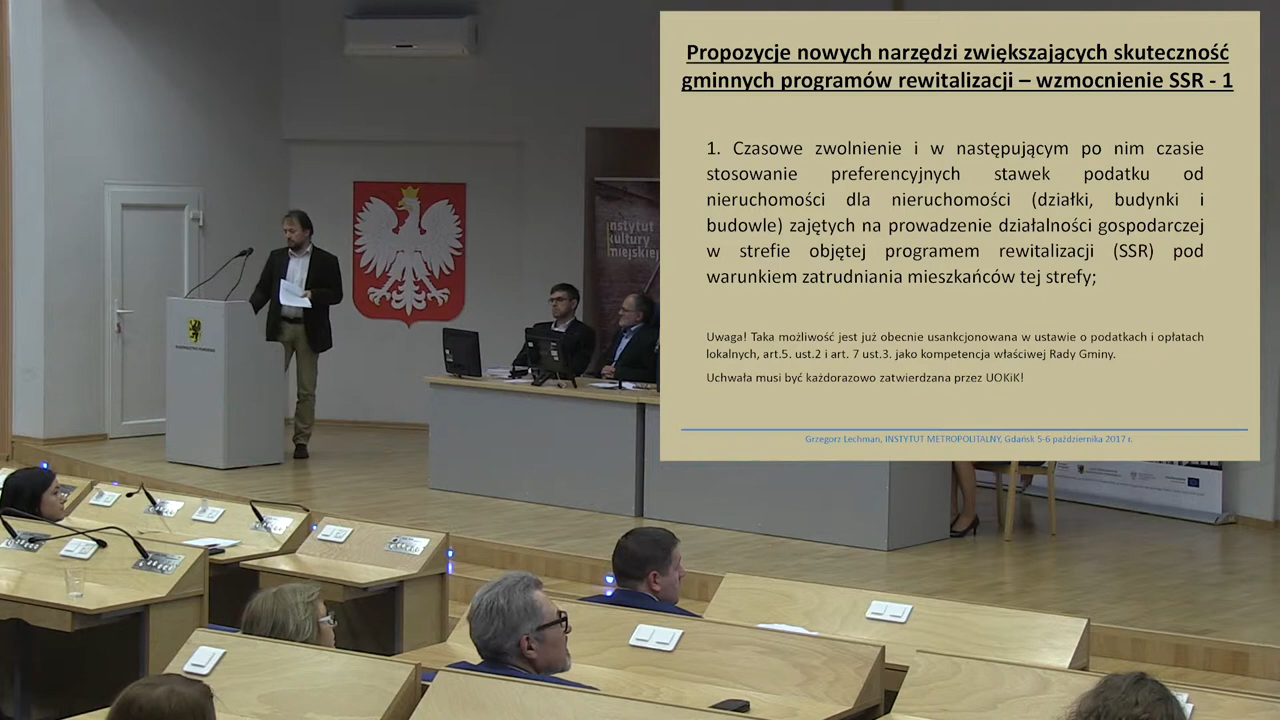 Propozycje nowych narzędzi zwiększających skuteczność
gminnych programów rewitalizacji – wzmocnienie SSR - 1
1. Czasowe zwolnienie i w następującym po nim czasie
stosowanie preferencyjnych stawek podatku od
nieruchomości dla nieruchomości (działki, budynki i
budowle) zajętych na prowadzenie działalności gospodarczej
w strefie objętej programem rewitalizacji (SSR) pod
warunkiem zatrudniania mieszkańców tej strefy;
Uwaga! Taka możliwość jest już obecnie usankcjonowana w ustawie o podatkach i opłatach
lokalnych, art.5. ust.2 i art. 7 ust.3. jako kompetencja właściwej Rady Gminy.
Uchwała musi być każdorazowo zatwierdzana przez UOKiK!
Grzegorz Lechman, INSTYTUT METROPOLITALNY, Gdańsk 5-6 października 2017 r.
instytut
kultury
miejskiej